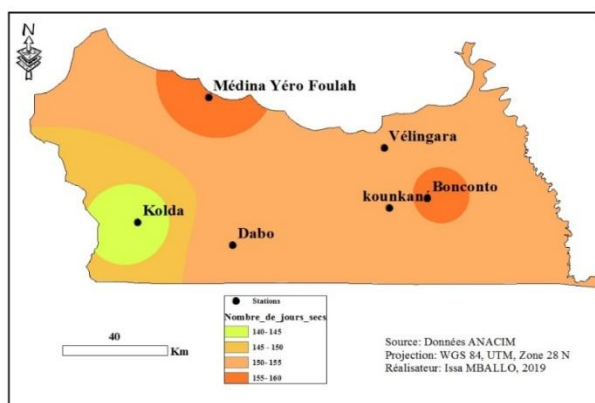 N
Médina Yéro Foulah
Vélingara
Bonconto
kounkané
Kolda
Dabo
Stations
Nombre_de_jours_secs
140-145
145 - 150
150-155
155-160
40
Km
Source: Données ANACIM
Projection: WGS 84, UTM, Zone 28 N
Réalisateur: Issa MBALLO, 2019